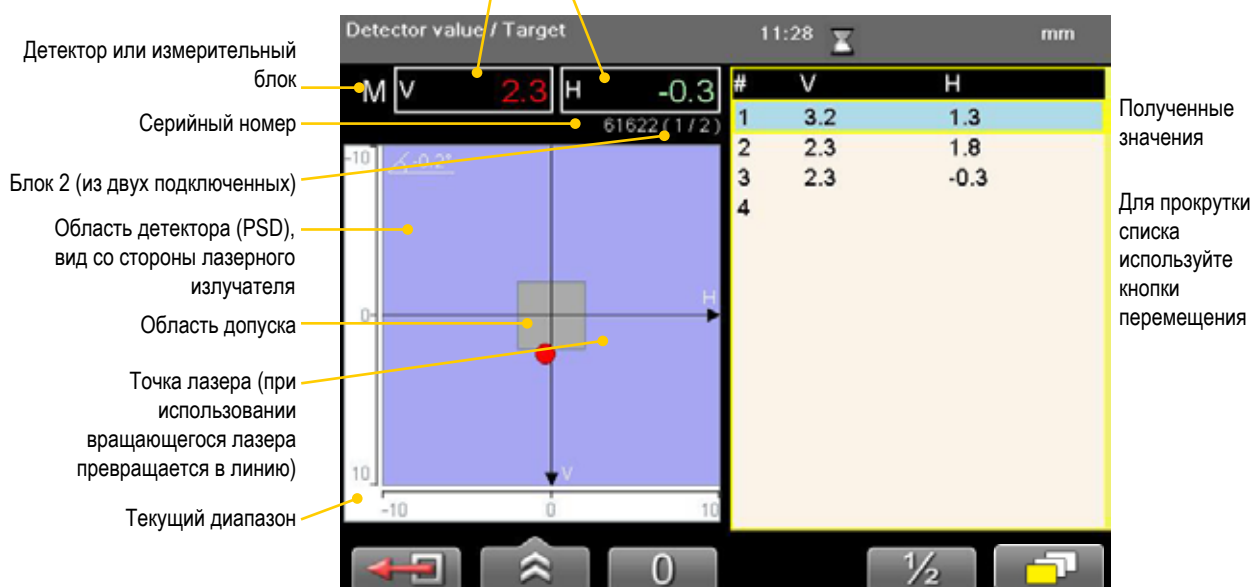 Detector value / Target 11:28 mm
Детектор или измерительный
блок
Серийный номер
Блок 2 (из двух подключенных)
Область детектора (PSD),
вид со стороны лазерного
излучателя
Область допуска
Точка лазера (при
использовании
вращающегося лазера
превращается в линию)
Текущий диапазон
M V 2.3 H -0.3
61622 ( 1 / 2 )
-0.2°
-10
0
10
H
V
-10 0 10
# V H
1 3.2 1.3
2 2.3 1.8
3 2.3 -0.3
4
0
½
Полученные
значения
Для прокрутки
списка
используйте
кнопки
перемещения